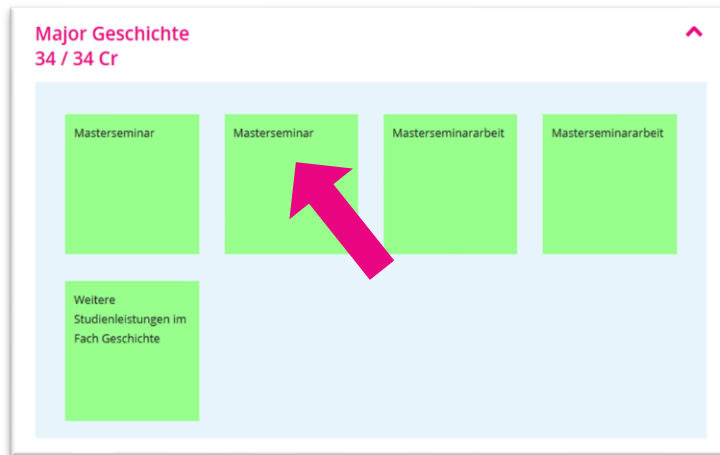 Major Geschichte
34 / 34 Cr
Masterseminar
Masterseminar
Masterseminararbeit
Masterseminararbeit
Weitere
Studienleistungen im
Fach Geschichte